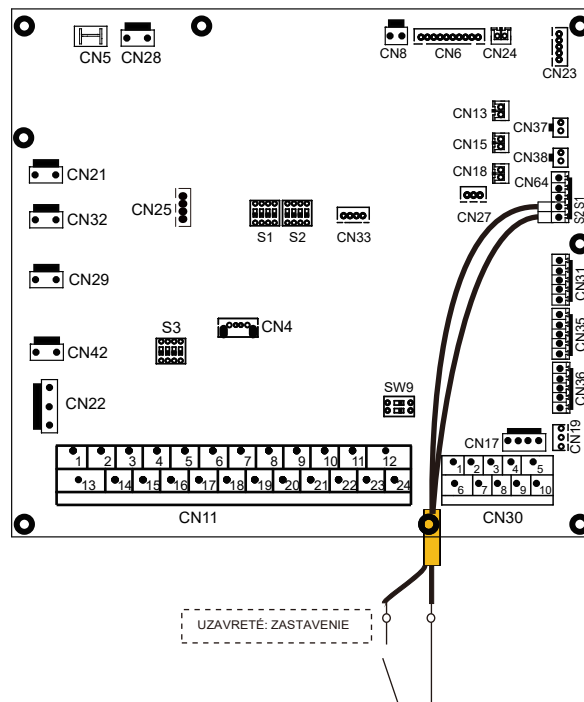 CN5
CN28
CN8
CN6
CN24
CN23
CN13
CN37
CN15
CN38
CN18
CN64
CN21
CN25
CN32
S1
S2
CN33
CN27
S2 S1
CN29
CN31
S3
CN4
CN35
CN42
CN22
SW9
CN36
CN17
CN19
1 2 3 4 5 6 7 8 9 10 11 12
13 14 15 16 17 18 19 20 21 22 23 24
CN11
1 2 3 4 5
6 7 8 9 10
CN30
UZAVRETÉ: ZASTAVENIE